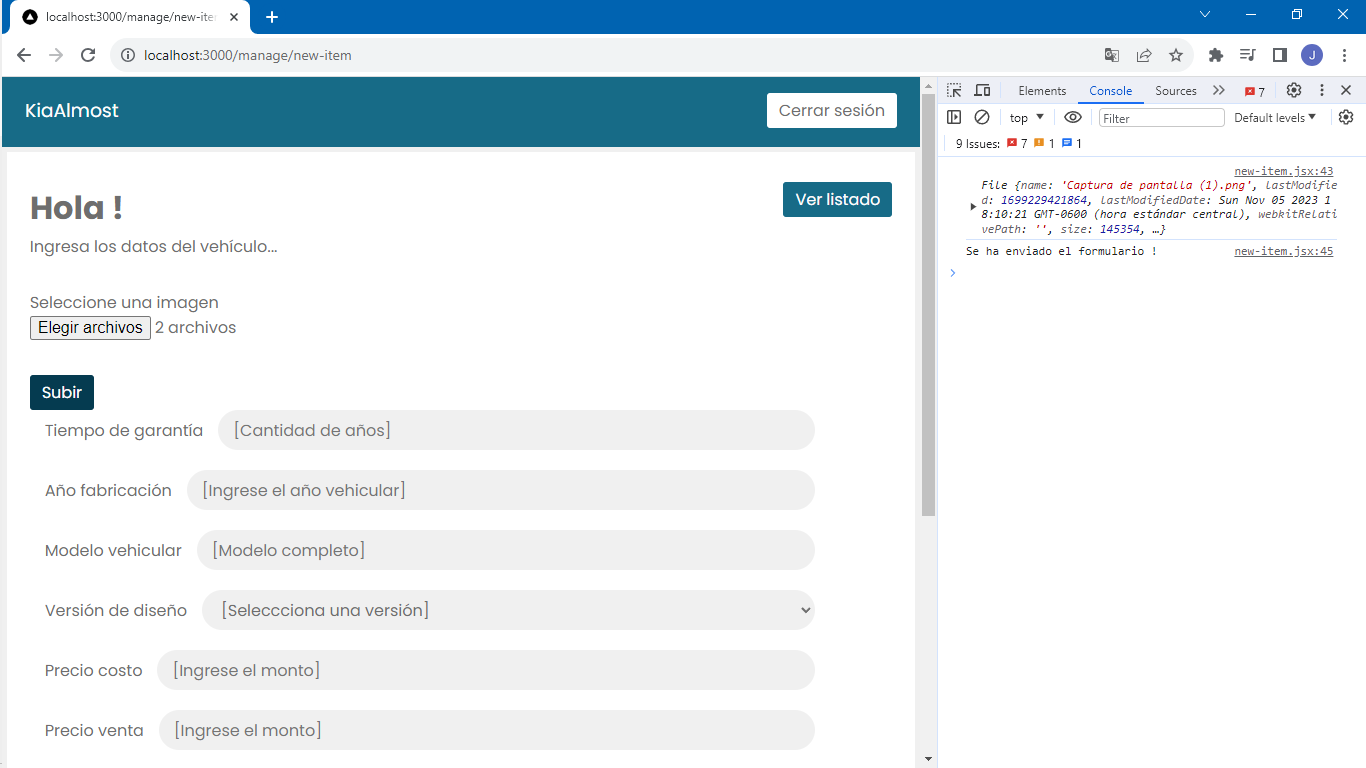 localhost:3000/manage/new-ite
localhost:3000/manage/new-item
J
KiaAlmost
Cerrar sesión
Hola !
Ver listado
Ingresa los datos del vehículo...
Seleccione una imagen
Elegir archivos 2 archivos
Subir
Tiempo de garantía [Cantidad de años]
Año fabricación [Ingrese el año vehicular]
Modelo vehicular [Modelo completo]
Versión de diseño [Seleccciona una versión]
Precio costo [Ingrese el monto]
Precio venta [Ingrese el monto]
Elements Console Sources 7
top Filter Default levels
9 Issues: 7 1 1
new-item.jsx:43
File {name: 'Captura de pantalla (1).png', lastModifie
d: 1699229421864, lastModifiedDate: Sun Nov 05 2023 1
8:10:21 GMT-0600 (hora estándar central), webkitRelat
ivePath: '', size: 145354, …}
Se ha enviado el formulario ! new-item.jsx:45